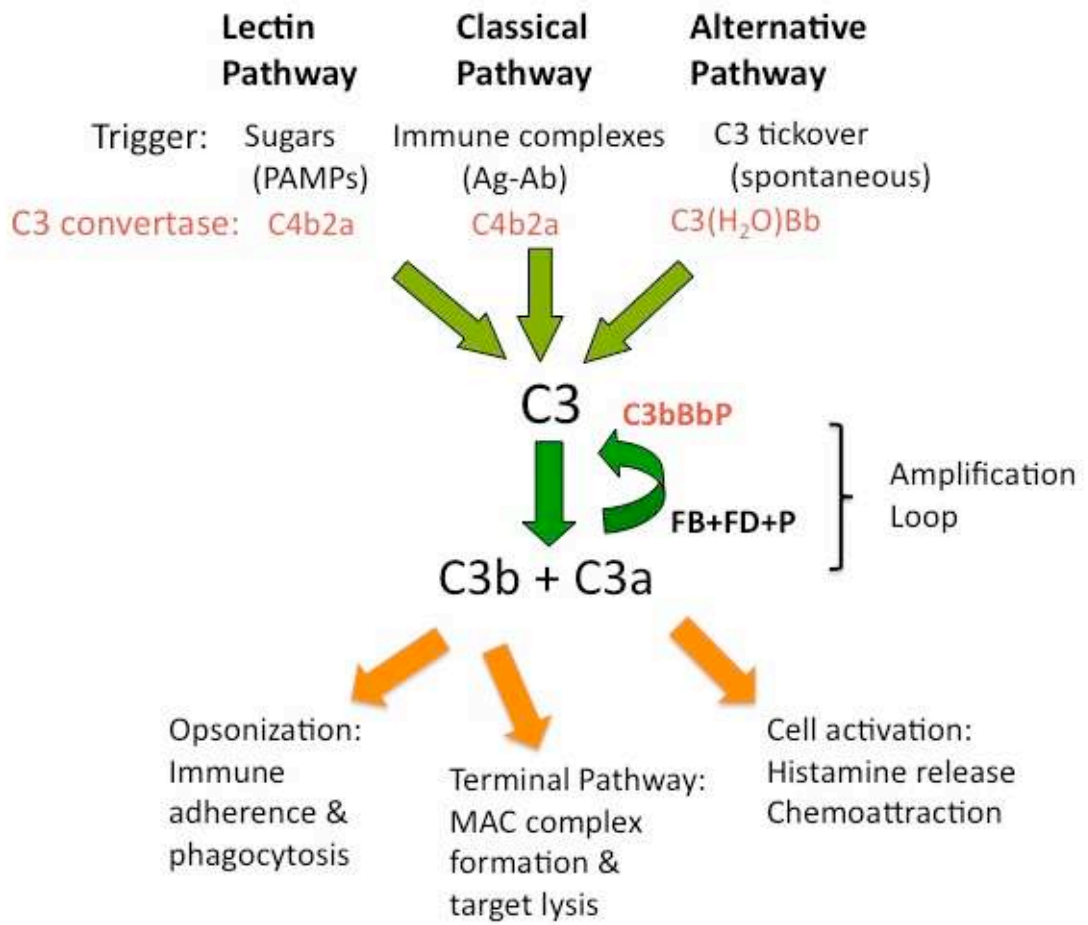 Lectin
Pathway
Classical
Pathway
Alternative
Pathway
Trigger:
Sugars
(PAMPs)
Immune complexes
(Ag-Ab)
C3 tickover
(spontaneous)
C3 convertase:
C4b2a
C4b2a
C3(H₂O)Bb
C3
C3bBbP
FB+FD+P
Amplification
Loop
C3b + C3a
Opsonization:
Immune
adherence &
phagocytosis
Terminal Pathway:
MAC complex
formation &
target lysis
Cell activation:
Histamine release
Chemoattraction